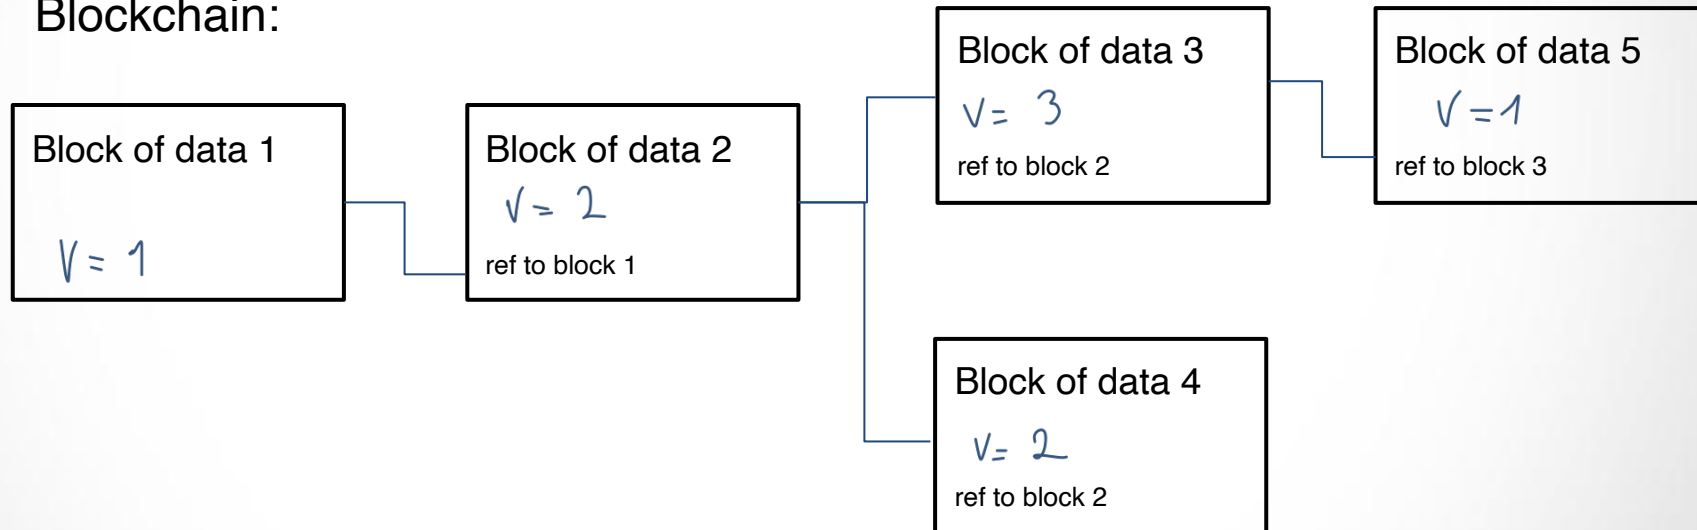 Blockchain:
Block of data 1
V = 1
Block of data 2
V = 2
ref to block 1
Block of data 3
V = 3
ref to block 2
Block of data 5
V = 1
ref to block 3
Block of data 4
V = 2
ref to block 2